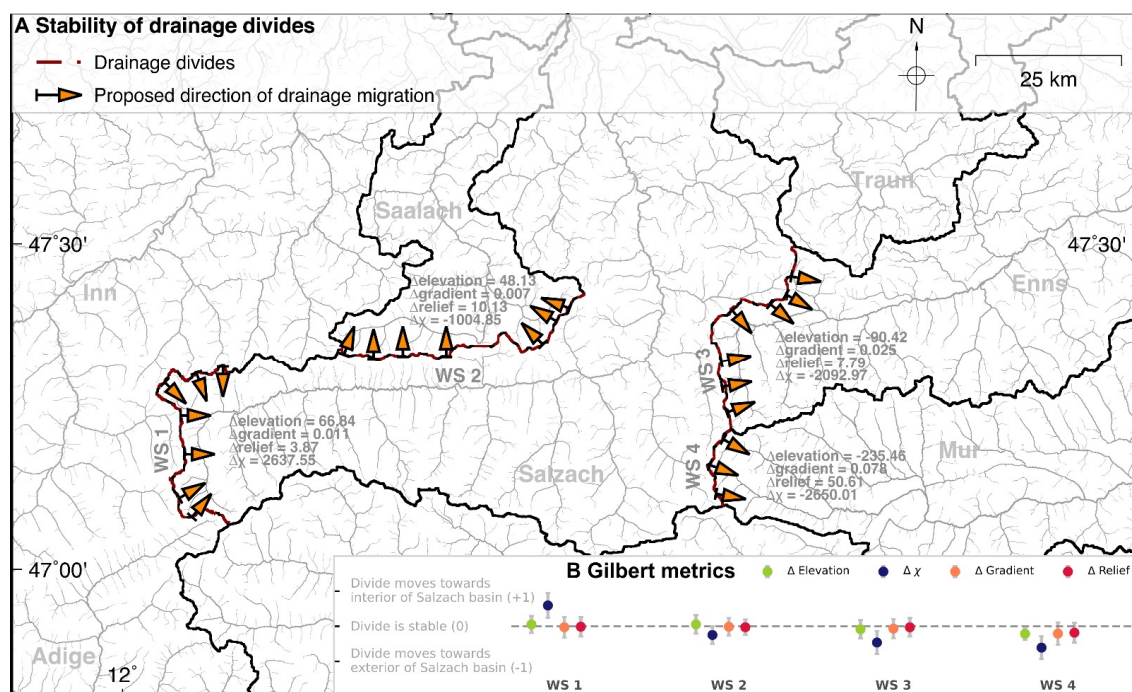 A Stability of drainage divides
Drainage divides
Proposed direction of drainage migration
N
25 km
Traun
Saalach
47°30'
47°30'
Inn
Enns
Δelevation = 48.13
Δgradient = 0.007
Δrelief = 10.13
Δχ = -1004.85
WS 2
WS 3
Δelevation = -90.42
Δgradient = 0.025
Δrelief = 7.79
Δχ = -2092.97
WS 1
Δelevation = 66.84
Δgradient = 0.011
Δrelief = 3.87
Δχ = 2637.55
Salzach
WS 4
Mur
Δelevation = -235.46
Δgradient = 0.078
Δrelief = 50.61
Δχ = -2650.01
47°00'
Adige
12°
B Gilbert metrics
Δ Elevation
Δ χ
Δ Gradient
Δ Relief
Divide moves towards
interior of Salzach basin (+1)
Divide is stable (0)
Divide moves towards
exterior of Salzach basin (-1)
WS 1
WS 2
WS 3
WS 4